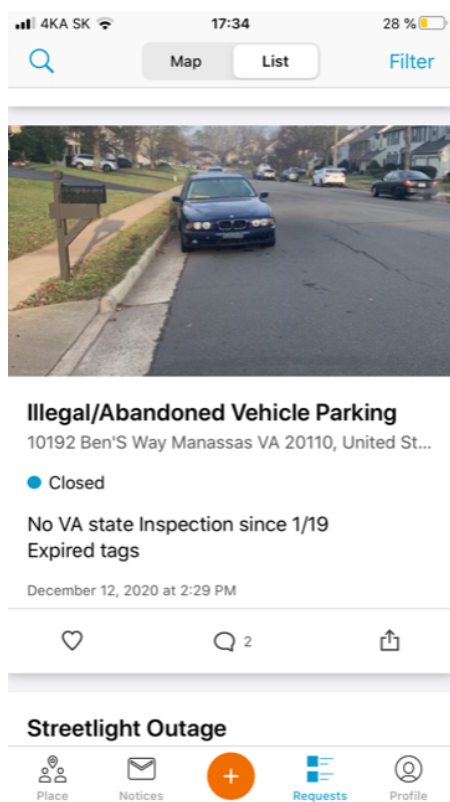 4KA SK 17:34 28 %
Map List Filter
Illegal/Abandoned Vehicle Parking
10192 Ben'S Way Manassas VA 20110, United St...
Closed
No VA state Inspection since 1/19
Expired tags
December 12, 2020 at 2:29 PM
2
Streetlight Outage
Place Notices Requests Profile